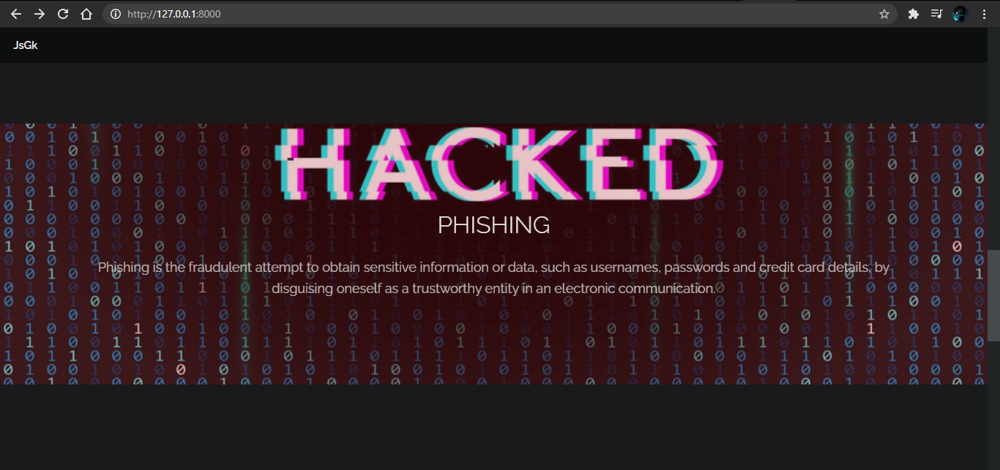 http://127.0.0.1:8000
JsGk
HACKED
PHISHING
Phishing is the fraudulent attempt to obtain sensitive information or data, such as usernames, passwords and credit card details, by
disguising oneself as a trustworthy entity in an electronic communication.